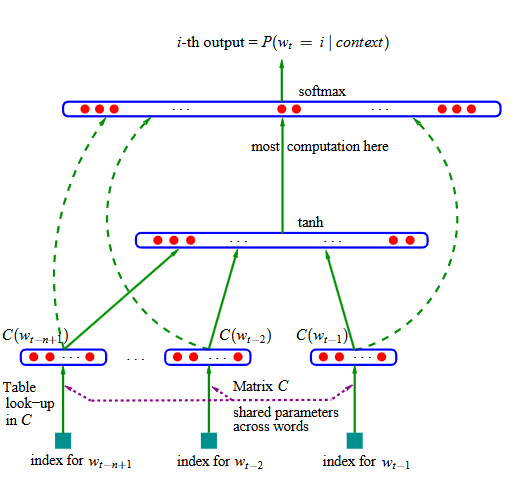 i-th output = P(w_t = i | context)
softmax
. . .
. . .
most computation here
tanh
. . .
. . .
C(w_{t−n+1})
C(w_{t−2})
C(w_{t−1})
. . .
. . .
. . .
. . .
Table
look−up
in C
Matrix C
shared parameters
across words
index for w_{t−n+1}
index for w_{t−2}
index for w_{t−1}